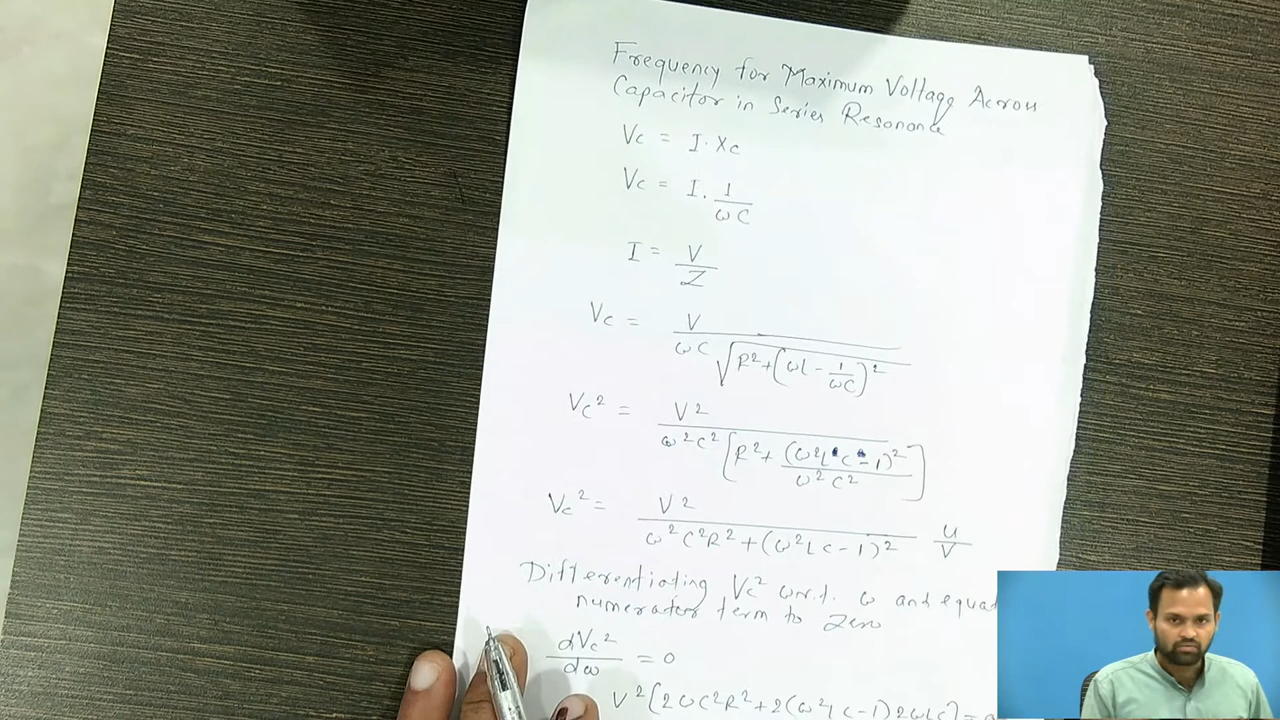 Frequency for Maximum Voltage Across
Capacitor in Series Resonance
Vc = I · Xc
Vc = I · 1/ωC
I = V/Z
Vc = V / ωC √(R² + (ωL - 1/ωC)²)
Vc² = V² / ω²C² [R² + (ω²LC - 1)² / ω²C²]
Vc² = V² / ω²C²R² + (ω²LC - 1)² u/v
Differentiating Vc² w.r.t. ω and equat
numerator term to Zero
dVc²/dω = 0
V² [2ωC²R² + 2(ω²LC - 1) 2ωLC] =